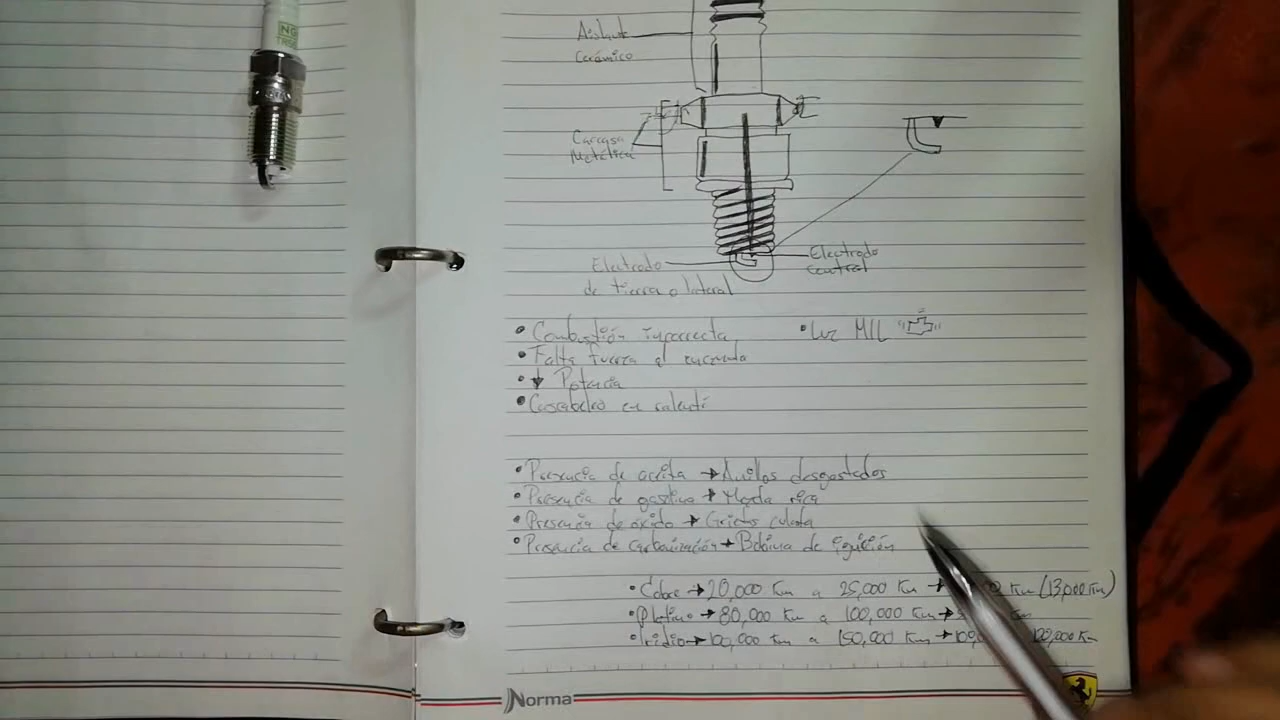 NG
Aislante
Cerámico
Carcasa
Metálica
Electrodo
central
Electrodo
de tierra o lateral
• Combustión incorrecta
• Luz MIL
• Falta fuerza al
• ↓ Potencia
• Cascabeleo en ralentí
• Presencia de aceite → Anillos desgastados
• Presencia de gasolina → Mezcla rica
• Presencia de óxido → Grietas culata
• Presencia de carbonización → Bobina de ignición
• Cobre → 20,000 Km a 25,000 Km → Km (13,000 Km)
• Platino → 80,000 Km a 100,000 Km →
• Iridio → 100,000 Km a 150,000 Km → 120,000 Km
Norma